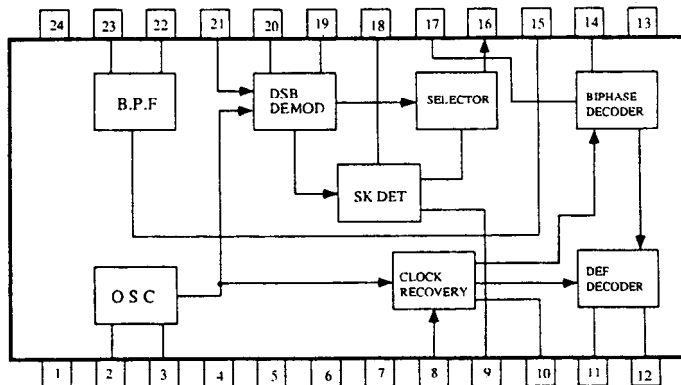 24 23 22 21 20 19 18 17 16 15 14 13
B.P.F
DSB
DEMOD
SELECTOR
BIPHASE
DECODER
SK DET
OSC
CLOCK
RECOVERY
DEF
DECODER
1 2 3 4 5 6 7 8 9 10 11 12